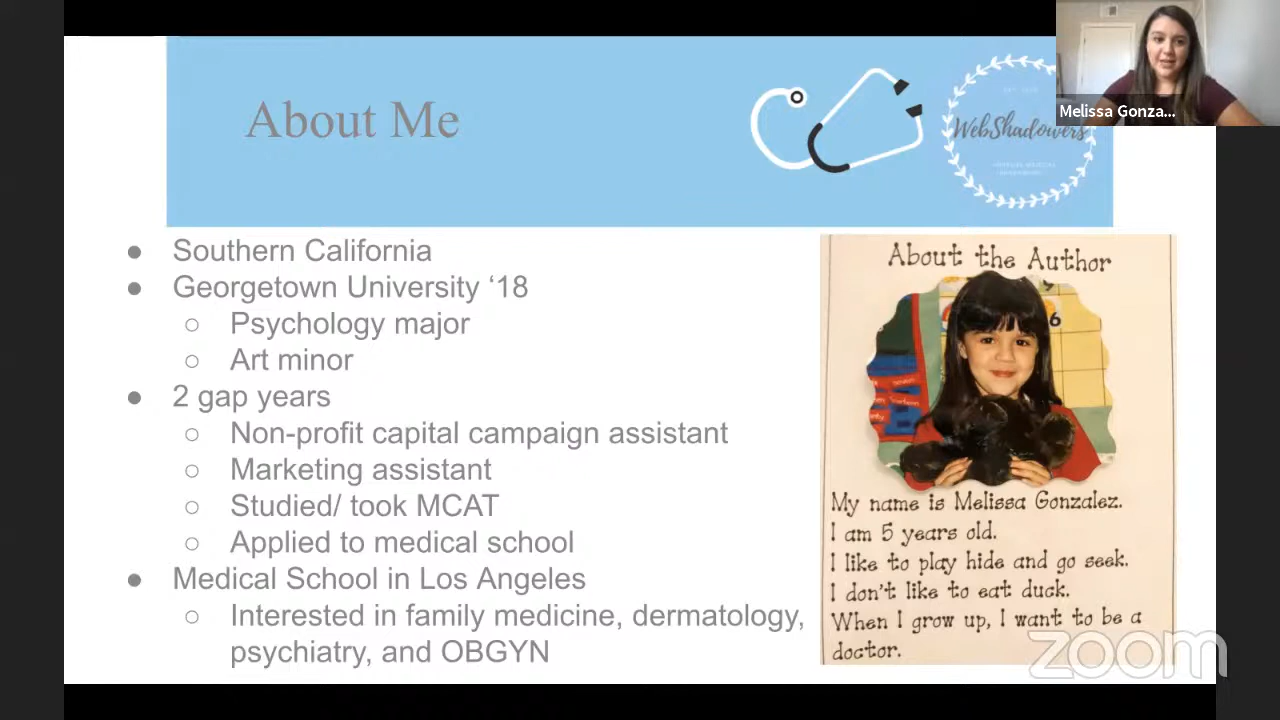 About Me
WebShadowers
Melissa Gonza...
● Southern California
● Georgetown University ‘18
○ Psychology major
○ Art minor
● 2 gap years
○ Non-profit capital campaign assistant
○ Marketing assistant
○ Studied/ took MCAT
○ Applied to medical school
● Medical School in Los Angeles
○ Interested in family medicine, dermatology,
psychiatry, and OBGYN
About the Author
6
My name is Melissa Gonzalez.
I am 5 years old.
I like to play hide and go seek.
I don't like to eat duck.
When I grow up, I want to be a
doctor.
zoom